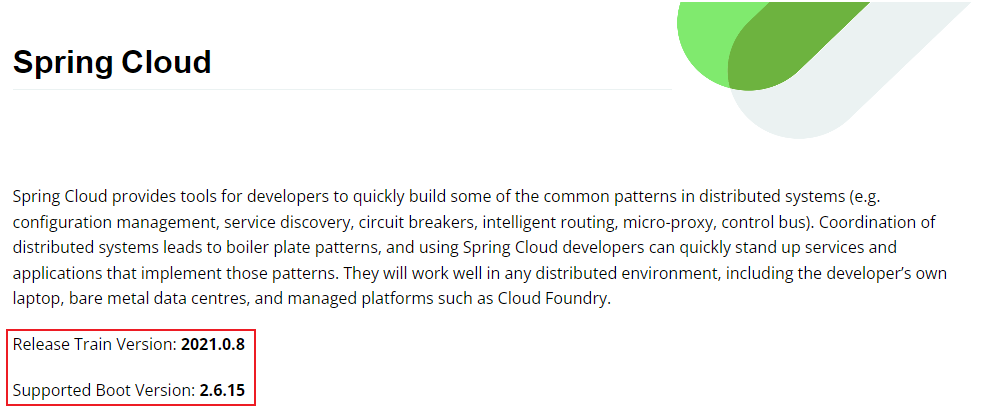 Spring Cloud
Spring Cloud provides tools for developers to quickly build some of the common patterns in distributed systems (e.g.
configuration management, service discovery, circuit breakers, intelligent routing, micro-proxy, control bus). Coordination of
distributed systems leads to boiler plate patterns, and using Spring Cloud developers can quickly stand up services and
applications that implement those patterns. They will work well in any distributed environment, including the developer’s own
laptop, bare metal data centres, and managed platforms such as Cloud Foundry.
Release Train Version: 2021.0.8
Supported Boot Version: 2.6.15